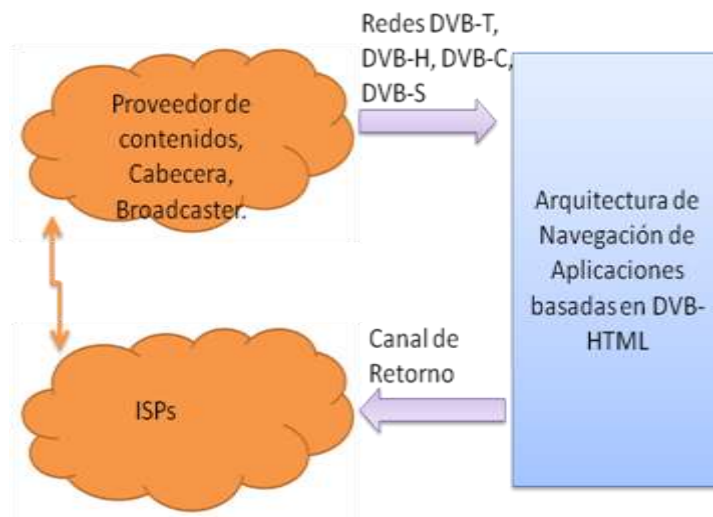 Redes DVB-T,
DVB-H, DVB-C,
DVB-S
Proveedor de
contenidos,
Cabecera,
Broadcaster.
Arquitectura de
Navegación de
Aplicaciones
basadas en DVB-
HTML
Canal de
Retorno
ISPs